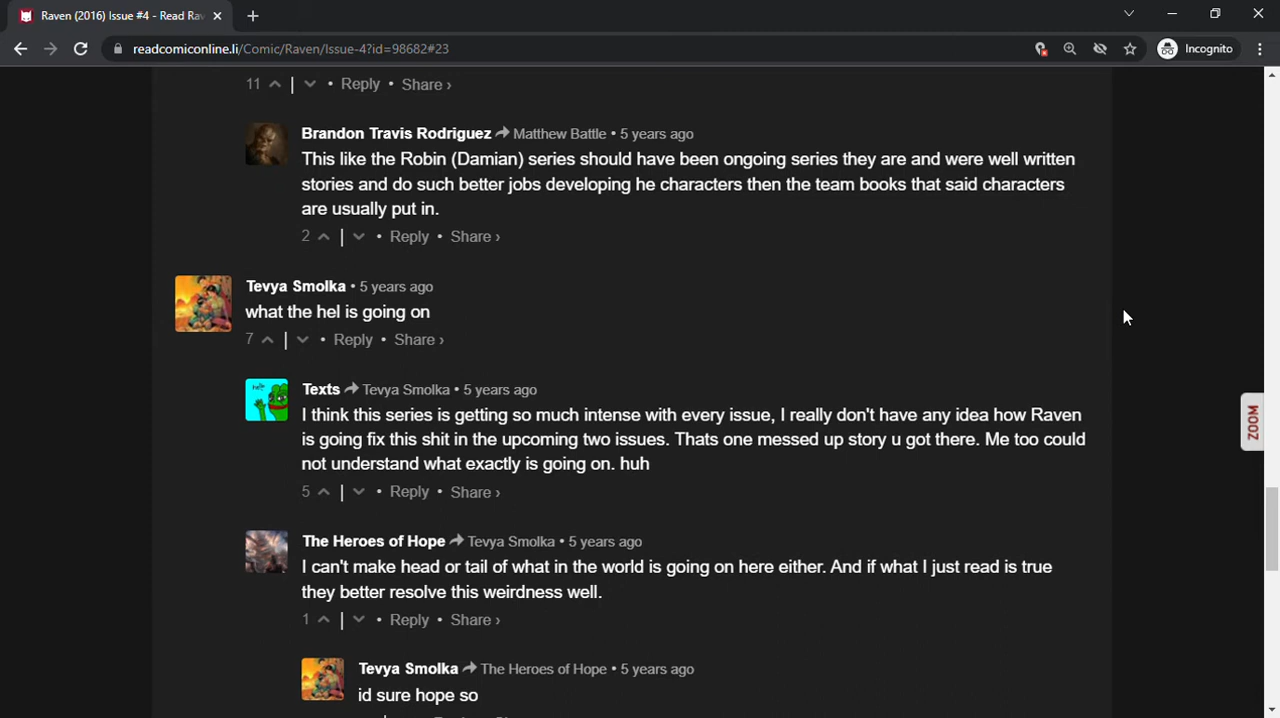 Raven (2016) Issue #4 - Read Rav
readcomiconline.li/Comic/Raven/Issue-4?id=98682#23
Incognito
11 | • Reply • Share ›
Brandon Travis Rodriguez Matthew Battle • 5 years ago
This like the Robin (Damian) series should have been ongoing series they are and were well written
stories and do such better jobs developing he characters then the team books that said characters
are usually put in.
2 | • Reply • Share ›
Tevya Smolka • 5 years ago
what the hel is going on
7 | • Reply • Share ›
help
Texts Tevya Smolka • 5 years ago
I think this series is getting so much intense with every issue, I really don't have any idea how Raven
is going fix this shit in the upcoming two issues. Thats one messed up story u got there. Me too could
not understand what exactly is going on. huh
5 | • Reply • Share ›
ZOOM
The Heroes of Hope Tevya Smolka • 5 years ago
I can't make head or tail of what in the world is going on here either. And if what I just read is true
they better resolve this weirdness well.
1 | • Reply • Share ›
Tevya Smolka The Heroes of Hope • 5 years ago
id sure hope so